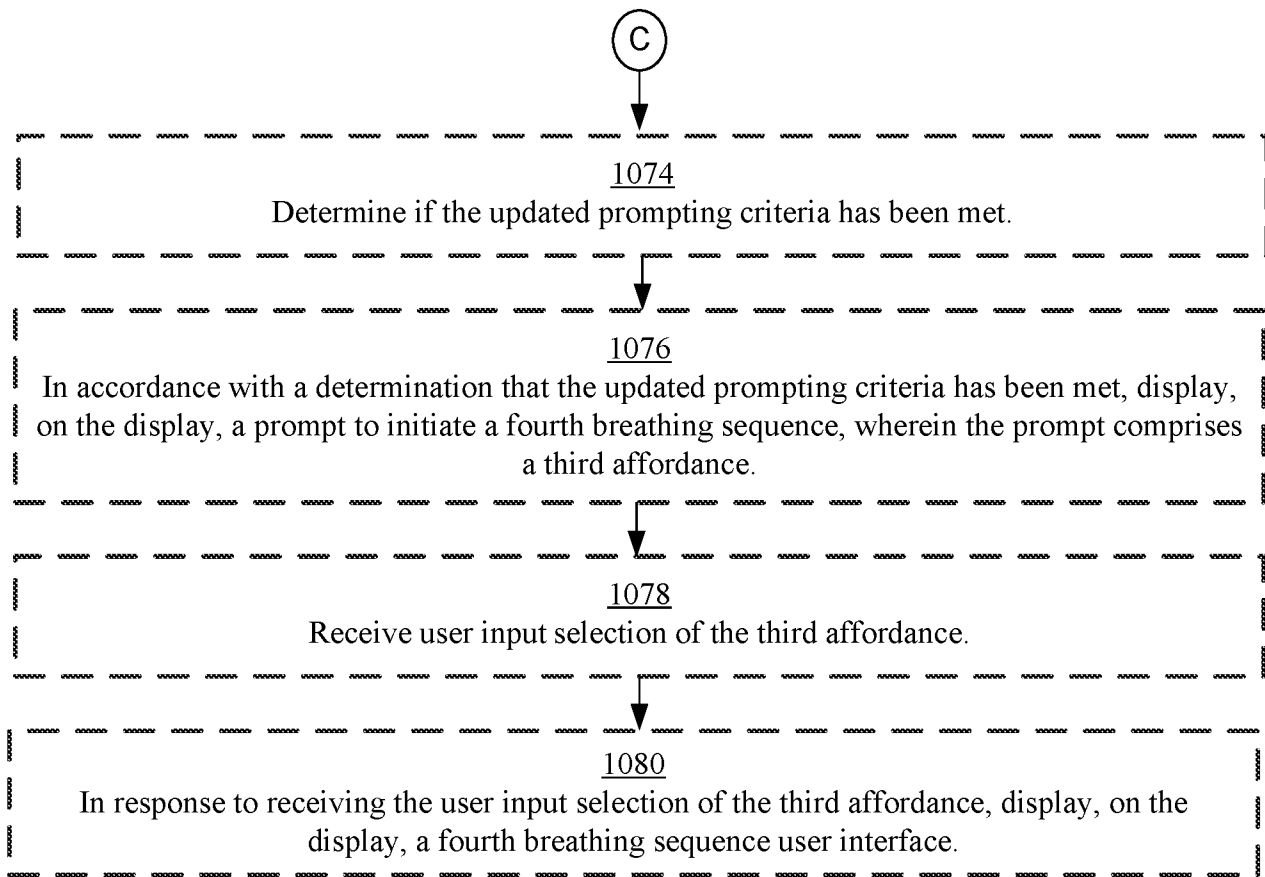 C
1074
Determine if the updated prompting criteria has been met.
1076
In accordance with a determination that the updated prompting criteria has been met, display,
on the display, a prompt to initiate a fourth breathing sequence, wherein the prompt comprises
a third affordance.
1078
Receive user input selection of the third affordance.
1080
In response to receiving the user input selection of the third affordance, display, on the
display, a fourth breathing sequence user interface.